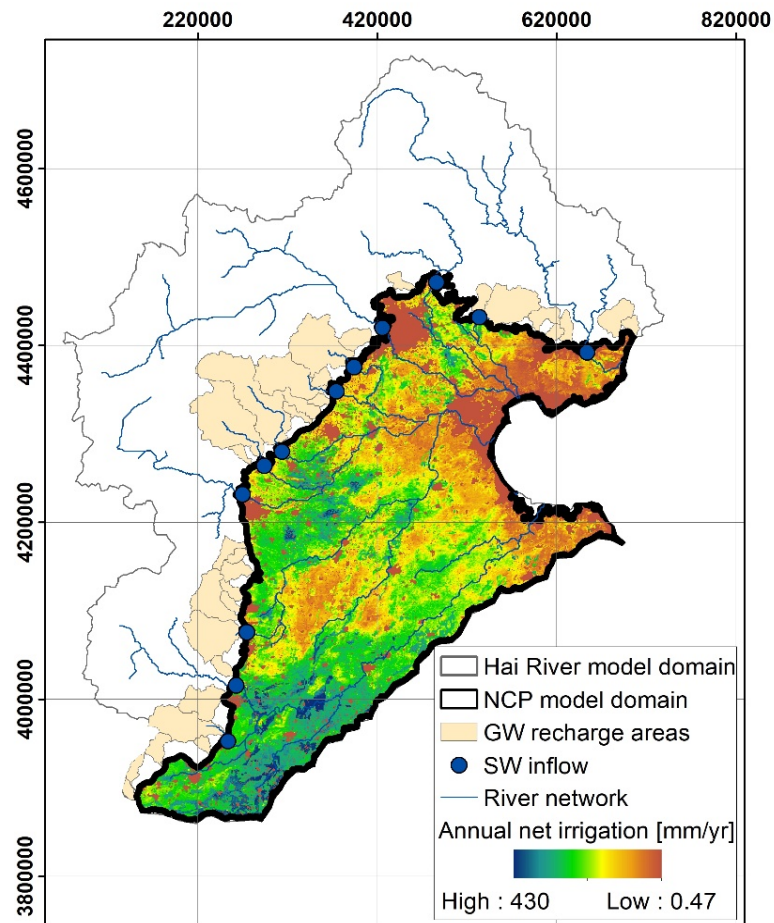 220000 420000 620000 820000
4600000
4400000
4200000
4000000
3800000
Hai River model domain
NCP model domain
GW recharge areas
SW inflow
River network
Annual net irrigation [mm/yr]
High : 430 Low : 0.47